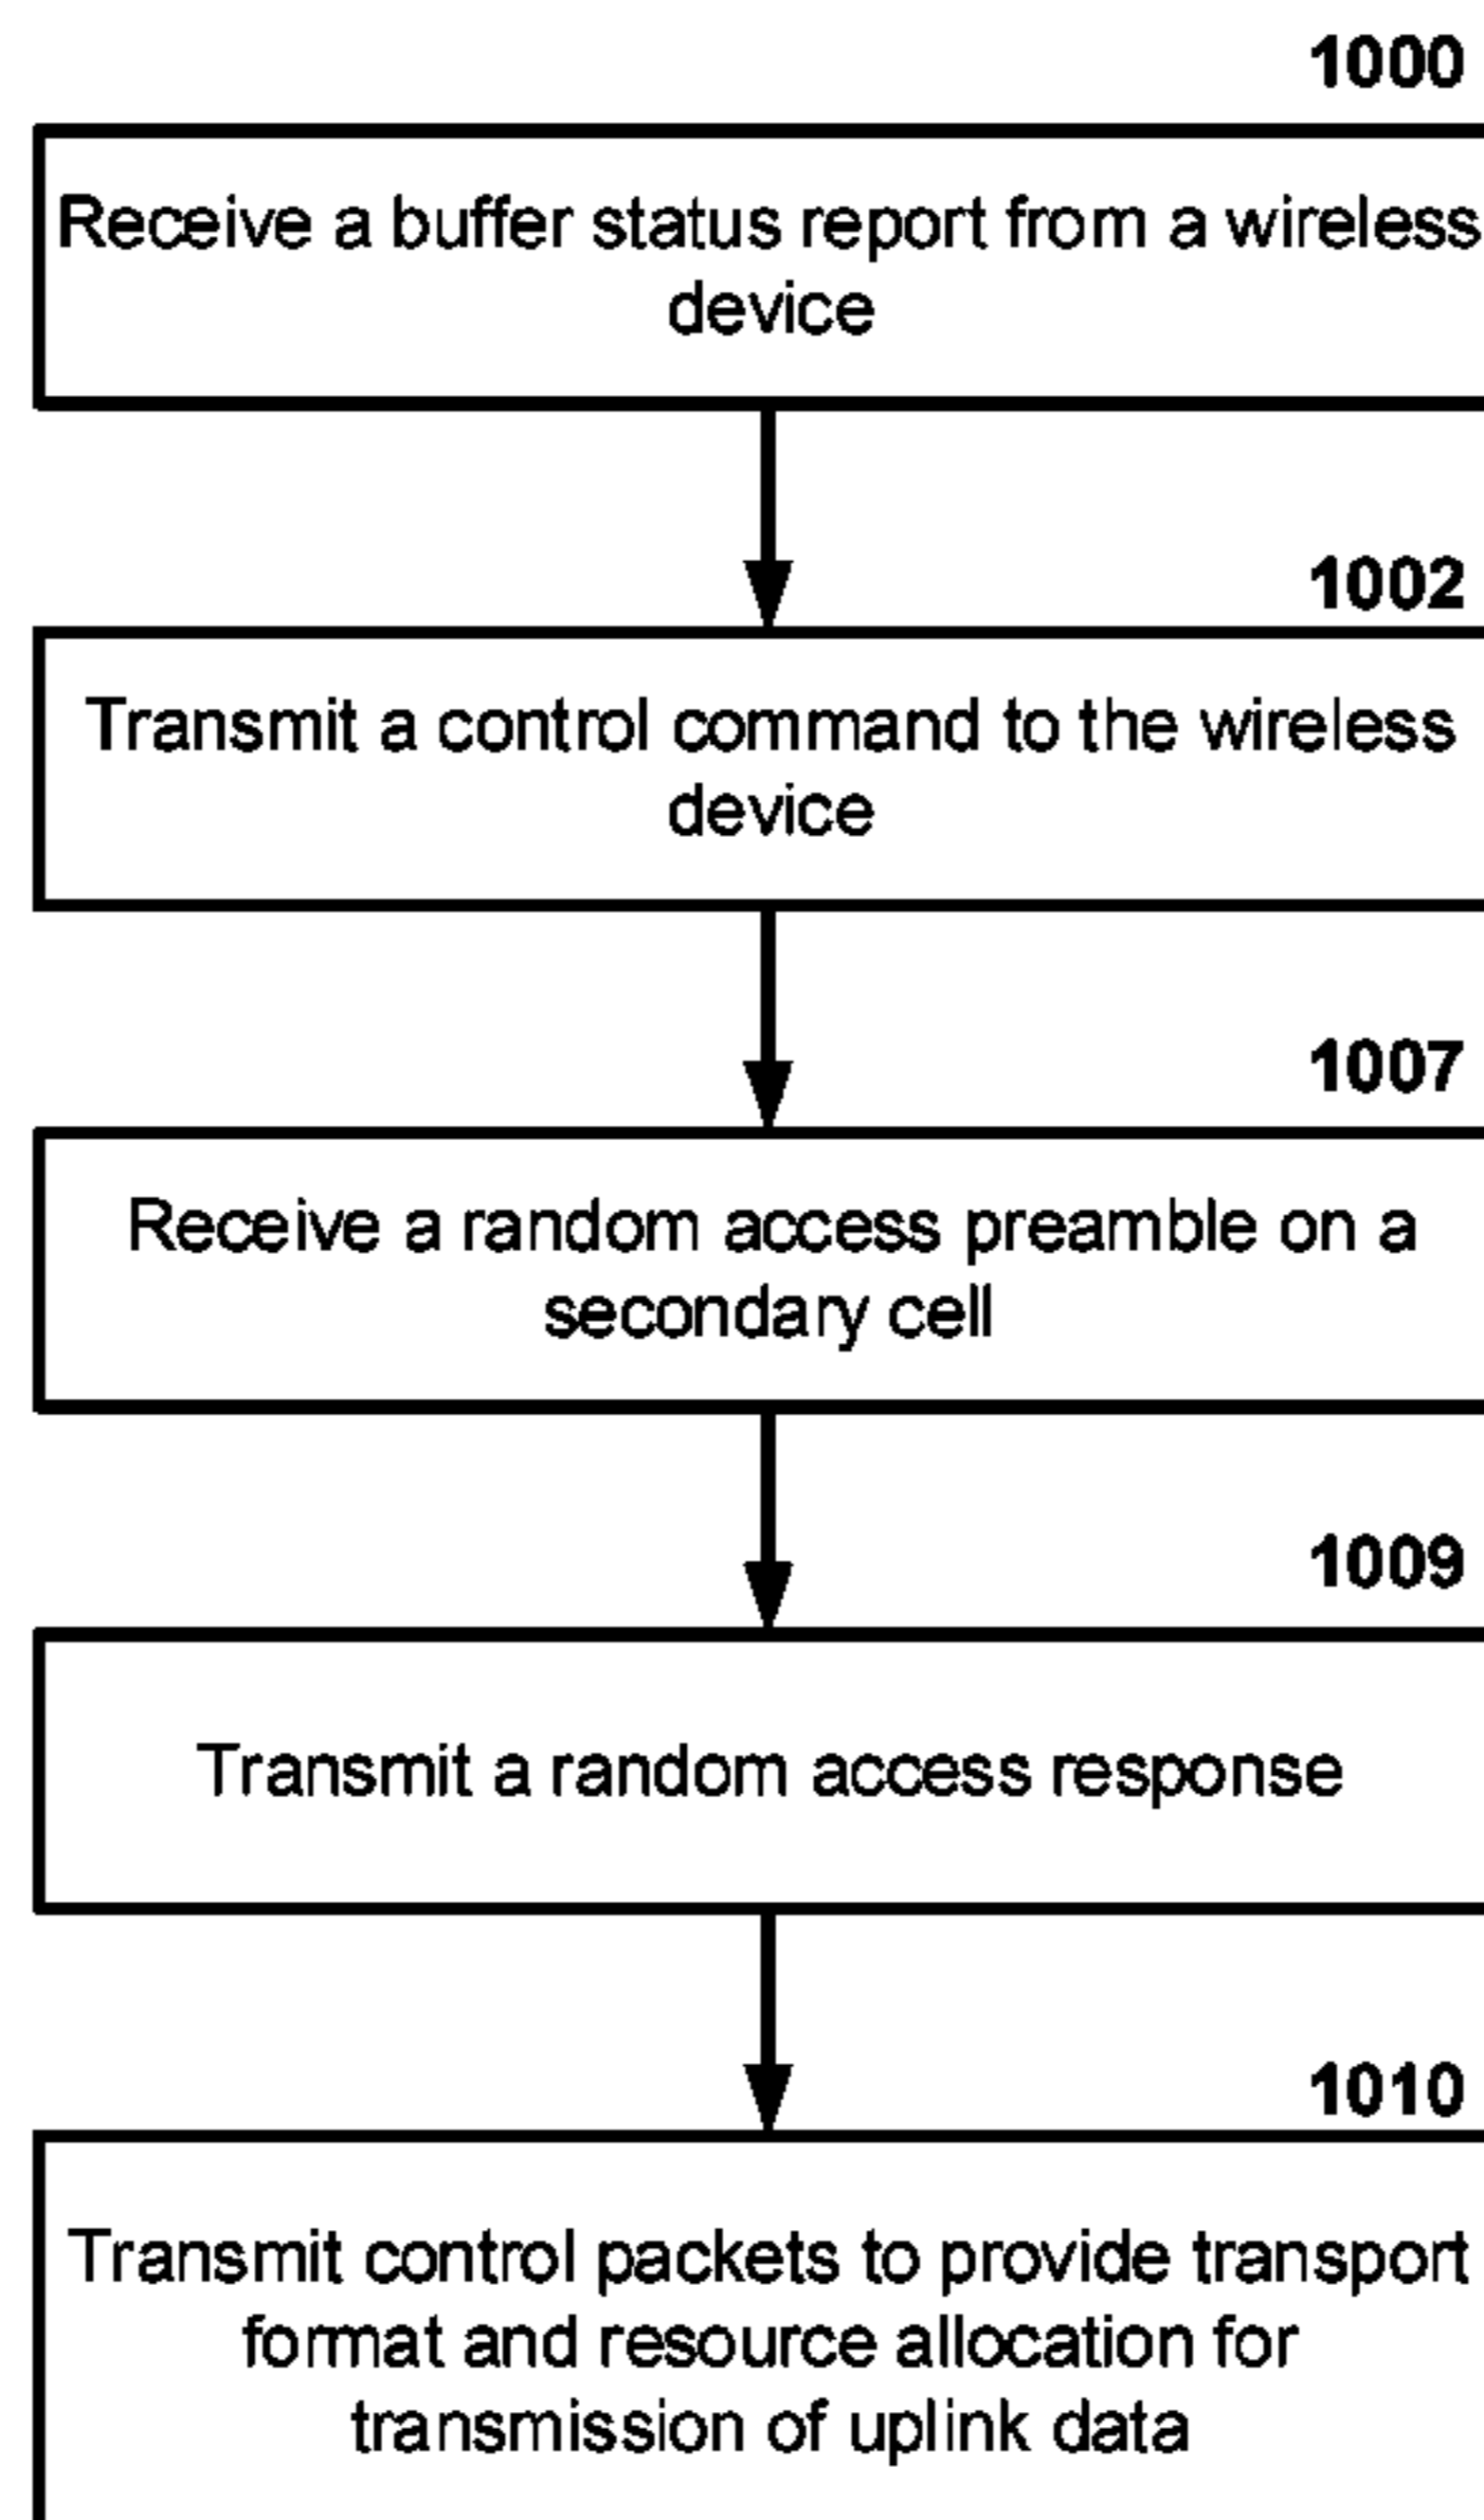 1000
Receive a buffer status report from a wireless
device
1002
Transmit a control command to the wireless
device
1007
Receive a random access preamble on a
secondary cell
1009
Transmit a random access response
1010
Transmit control packets to provide transport
format and resource allocation for
transmission of uplink data